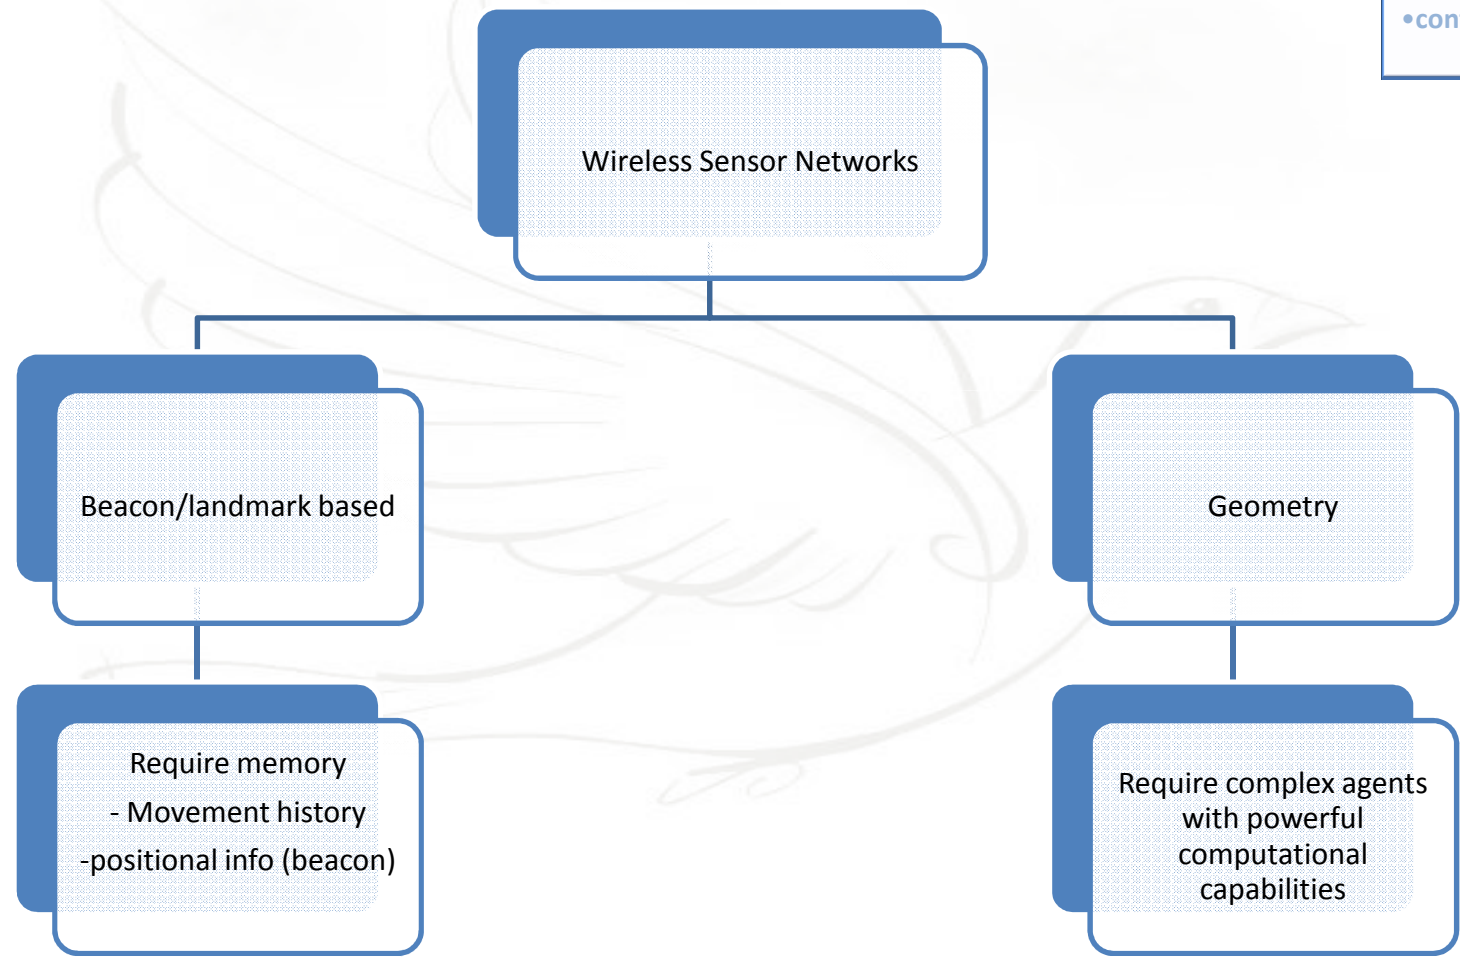 Wireless Sensor Networks
Beacon/landmark based
Geometry
Require memory
- Movement history
-positional info (beacon)
Require complex agents
with powerful
computational
capabilities